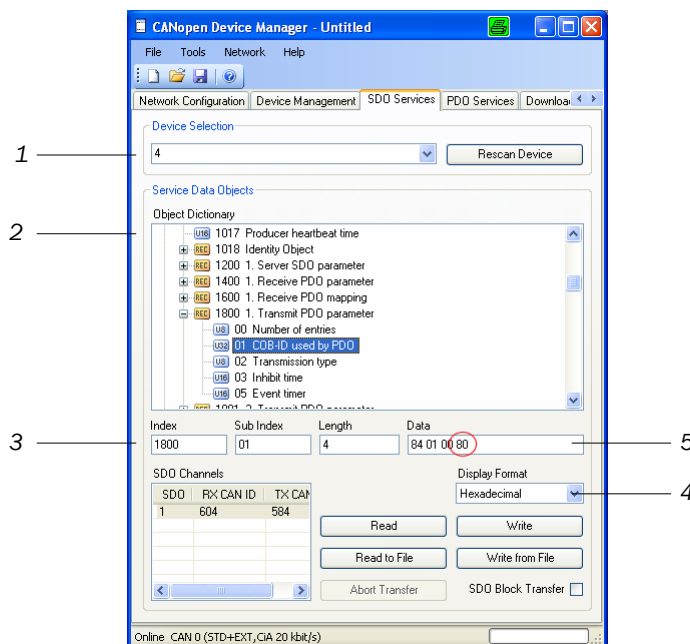 CANopen Device Manager - Untitled
File Tools Network Help
Network Configuration Device Management SDO Services PDO Services Downloa
Device Selection
1
4 Rescan Device
Service Data Objects
Object Dictionary
2
U16 1017 Producer heartbeat time
REC 1018 Identity Object
REC 1200 1. Server SDO parameter
REC 1400 1. Receive PDO parameter
REC 1600 1. Receive PDO mapping
REC 1800 1. Transmit PDO parameter
U8 00 Number of entries
U32 01 COB-ID used by PDO
U8 02 Transmission type
U16 03 Inhibit time
U16 05 Event timer
Index Sub Index Length Data
3 1800 01 4 84 01 00 80 5
SDO Channels Display Format
SDO RX CAN ID TX CAN Hexadecimal 4
1 604 584
Read Write
Read to File Write from File
Abort Transfer SDO Block Transfer
Online CAN 0 (STD+EXT,CiA 20 kbit/s)